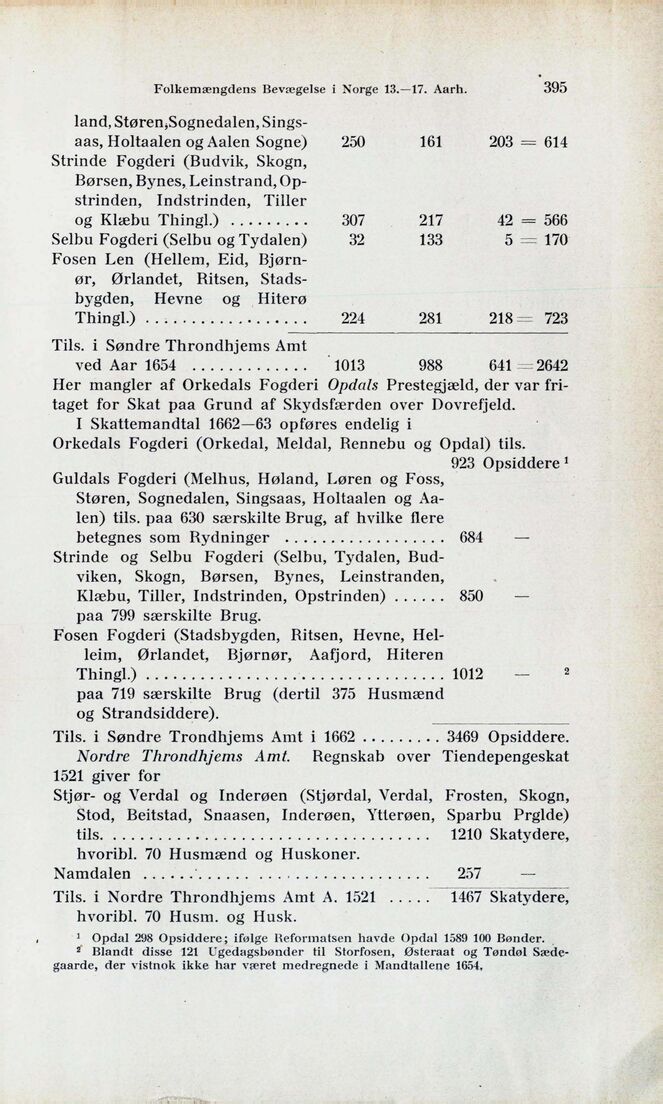 Folkemængdens Bevægelse i Norge 13.—17. Aarh. 395
land, Støren, Sognedalen, Sings-
aas, Holtaalen og Aalen Sogne) 250 161 203 = 614
Strinde Fogderi (Budvik, Skogn,
Børsen, Bynes, Leinstrand, Op-
strinden, Indstrinden, Tiller
og Klæbu Thingl.) ......... 307 217 42 = 566
Selbu Fogderi (Selbu og Tydalen) 32 133 5 = 170
Fosen Len (Hellem, Eid, Bjørn-
ør, Ørlandet, Ritsen, Stads-
bygden, Hevne og Hiterø
Thingl.) ................. 224 281 218 = 723
Tils. i Søndre Throndhjems Amt
ved Aar 1654 ............. 1013 988 641 = 2642
Her mangler af Orkedals Fogderi Opdals Prestegjæld, der var fri-
taget for Skat paa Grund af Skydsfærden over Dovrefjeld.
I Skattemandtal 1662—63 opføres endelig i
Orkedals Fogderi (Orkedal, Meldal, Rennebu og Opdal) tils.
923 Opsiddere ¹
Guldals Fogderi (Melhus, Høland, Løren og Foss,
Støren, Sognedalen, Singsaas, Holtaalen og Aa-
len) tils. paa 630 særskilte Brug, af hvilke flere
betegnes som Rydninger .................. 684 —
Strinde og Selbu Fogderi (Selbu, Tydalen, Bud-
viken, Skogn, Børsen, Bynes, Leinstranden,
Klæbu, Tiller, Indstrinden, Opstrinden) ...... 850 —
paa 799 særskilte Brug.
Fosen Fogderi (Stadsbygden, Ritsen, Hevne, Hel-
leim, Ørlandet, Bjørnør, Aafjord, Hiteren
Thingl.) ................................. 1012 — ²
paa 719 særskilte Brug (dertil 375 Husmænd
og Strandsiddere).
Tils. i Søndre Trondhjems Amt i 1662 ......... 3469 Opsiddere.
Nordre Throndhjems Amt. Regnskab over Tiendepengeskat
1521 giver for
Stjør- og Verdal og Inderøen (Stjørdal, Verdal, Frosten, Skogn,
Stod, Beitstad, Snaasen, Inderøen, Ytterøen, Sparbu Prglde)
tils. .................................. 1210 Skatydere,
hvoribl. 70 Husmænd og Huskoner.
Namdalen ................................ 257 —
Tils. i Nordre Throndhjems Amt A. 1521 ..... 1467 Skatydere,
hvoribl. 70 Husm. og Husk.
¹ Opdal 298 Opsiddere; ifølge Reformatsen havde Opdal 1589 100 Bønder.
² Blandt disse 121 Ugedagsbønder til Storfosen, Østeraat og Tøndøl Sæde-
gaarde, der vistnok ikke har været medregnede i Mandtallene 1654.